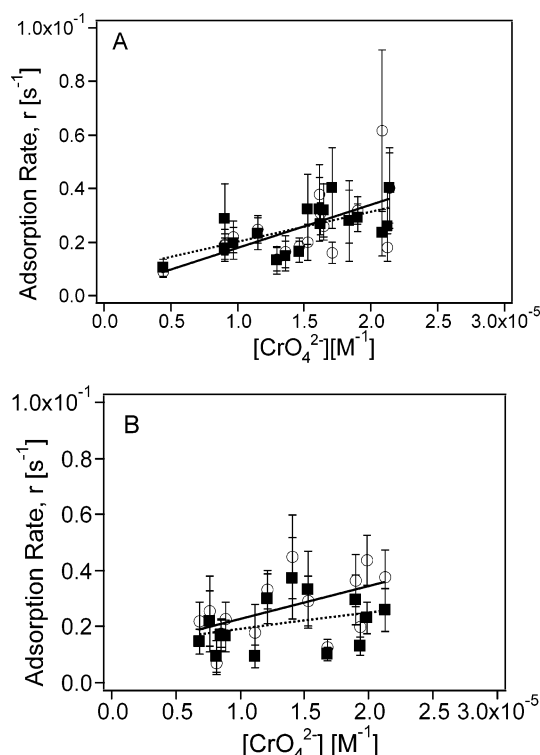 A
1.0x10⁻¹
0.8
0.6
0.4
0.2
0.0
Adsorption Rate, r [s⁻¹]
0.0 0.5 1.0 1.5 2.0 2.5 3.0x10⁻⁵
[CrO₄²⁻][M⁻¹]
B
1.0x10⁻¹
0.8
0.6
0.4
0.2
0.0
Adsorption Rate, r [s⁻¹]
0.0 0.5 1.0 1.5 2.0 2.5 3.0x10⁻⁵
[CrO₄²⁻] [M⁻¹]